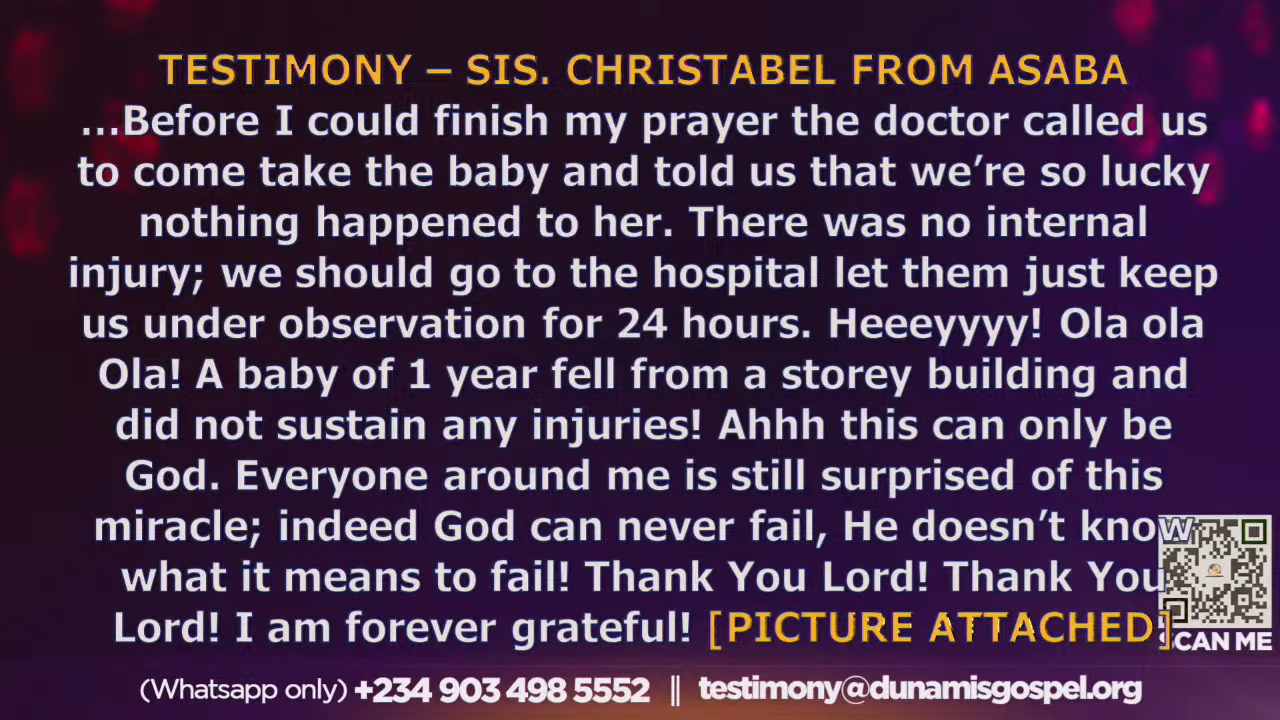 TESTIMONY – SIS. CHRISTABEL FROM ASABA
...Before I could finish my prayer the doctor called us
to come take the baby and told us that we’re so lucky
nothing happened to her. There was no internal
injury; we should go to the hospital let them just keep
us under observation for 24 hours. Heeeyyyy! Ola ola
Ola! A baby of 1 year fell from a storey building and
did not sustain any injuries! Ahhh this can only be
God. Everyone around me is still surprised of this
miracle; indeed God can never fail, He doesn’t know
what it means to fail! Thank You Lord! Thank You
Lord! I am forever grateful! [PICTURE ATTACHED]
SCAN ME
(Whatsapp only) +234 903 498 5552 || testimony@dunamisgospel.org